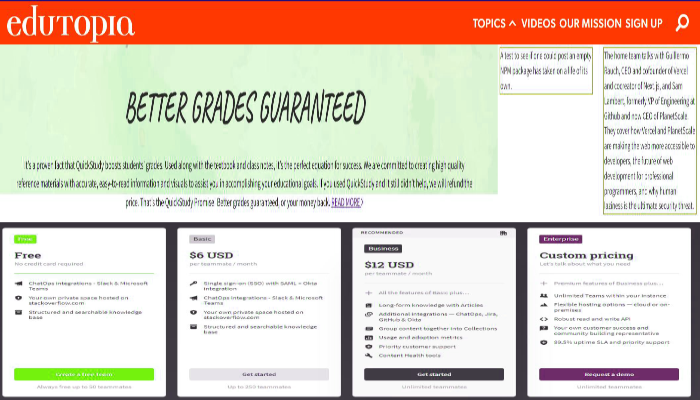 edutopia
TOPICS VIDEOS OUR MISSION SIGN UP
BETTER GRADES GUARANTEED
It's a proven fact that QuickStudy boosts students' grades. Used along with the textbook and class notes, it's the perfect equation for success. We are committed to creating high quality
reference materials with accurate, easy-to-read information and visuals to assist you in accomplishing your educational goals. If you used QuickStudy and it still didn't help, we will refund the
price. That's the QuickStudy Promise: Better grades guaranteed, or your money back. READ MORE>
A test to see if one could post an empty
NPM package has taken on a life of its
own.
The home team talks with Guillermo
Rauch, CEO and cofounder of Vercel
and cocreator of Next.js, and Sam
Lambert, formerly VP of Engineering at
Github and now CEO of PlanetScale.
They cover how Vercel and PlanetScale
are making the web more accessible to
developers, the future of web
development for professional
programmers, and why human
laziness is the ultimate security threat.
Free
Free
No credit card required
ChatOps integrations - Slack & Microsoft
Teams
Your own private space hosted on
stackoverflow.com
Structured and searchable knowledge
base
Create a free team
Always free up to 50 teammates
Basic
$6 USD
per teammate / month
Single sign-on (SSO) with SAML + Okta
integration
ChatOps integrations - Slack & Microsoft
Teams
Your own private space hosted on
stackoverflow.com
Structured and searchable knowledge
base
Get started
Up to 250 teammates
RECOMMENDED
Business
$12 USD
per teammate / month
All the features of Basic plus...
Long-form knowledge with Articles
Additional integrations — ChatOps, Jira,
GitHub & Okta
Group content together into Collections
Usage and adoption metrics
Priority customer support
Content Health tools
Get started
Unlimited teammates
Enterprise
Custom pricing
Let's talk about what you need
Premium features of Business plus...
Unlimited Teams within your instance
Flexible hosting options — cloud or on-
premises
Robust read and write API
Your own customer success and
community building representative
99.5% uptime SLA and priority support
Request a demo
Unlimited teammates